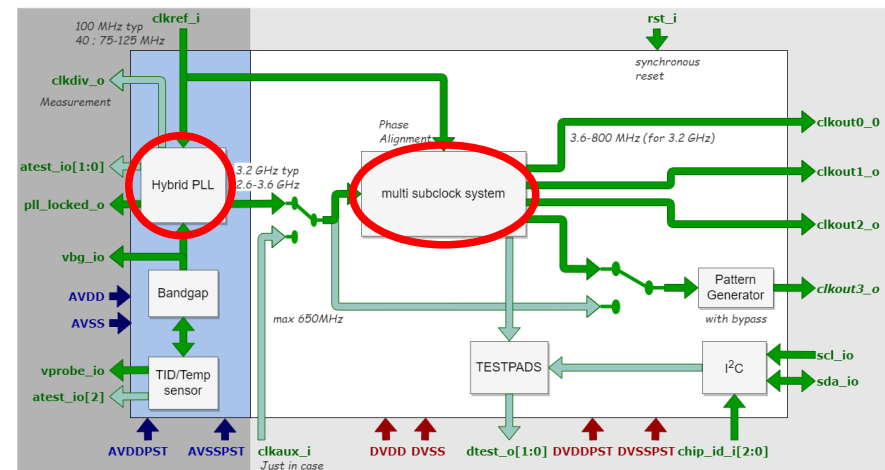 clkref_i
100 MHz typ
40 : 75-125 MHz
rst_i
synchronous
reset
clkdiv_o
Measurement
Phase
Alignment
3.6-800 MHz (for 3.2 GHz)
clkout0_0
atest_io[1:0]
Hybrid PLL
3.2 GHz typ
2.6-3.6 GHz
multi subclock system
clkout1_o
pll_locked_o
clkout2_o
vbg_io
AVDD
Bandgap
AVSS
max 650MHz
Pattern
Generator
with bypass
clkout3_o
vprobe_io
TID/Temp
sensor
atest_io[2]
TESTPADS
I2C
scl_io
sda_io
AVDDPST
AVSSPST
clkaux_i
Just in case
DVDD
DVSS
dtest_o[1:0]
DVDDPST
DVSSPST
chip_id_i[2:0]